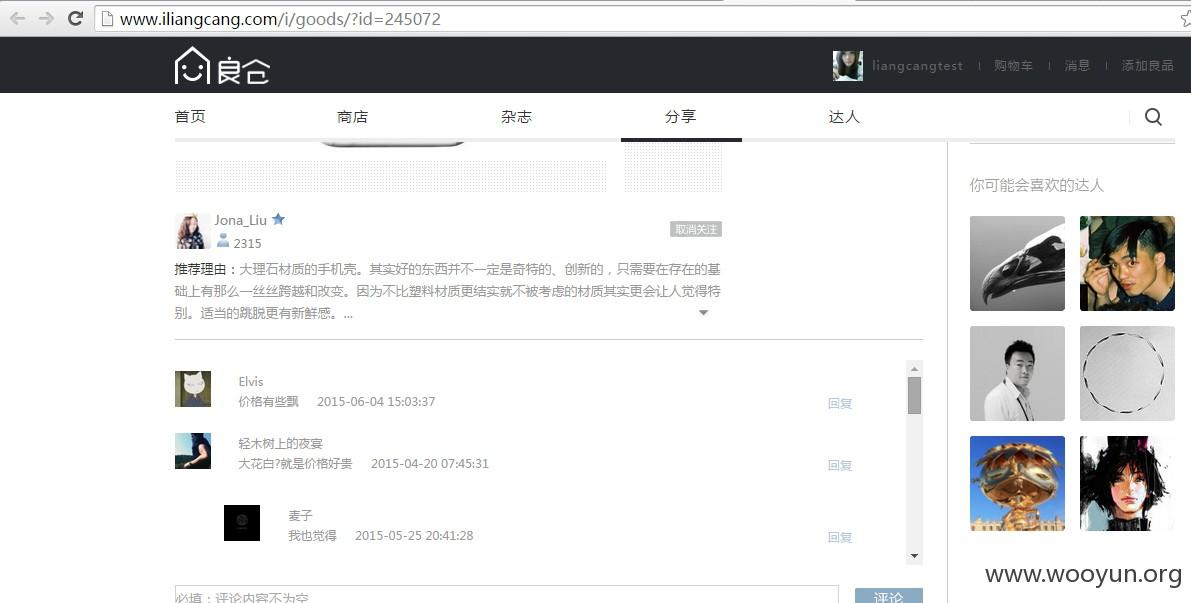 www.iliangcang.com/i/goods/?id=245072
良仓
liangcangtest 购物车 消息 添加良品
首页 商店 杂志 分享 达人
你可能会喜欢的达人
Jona_Liu
2315
取消关注
推荐理由：大理石材质的手机壳。其实好的东西并不一定是奇特的、创新的，只需要在存在的基
础上有那么一丝丝跨越和改变。因为不比塑料材质更结实就不被考虑的材质其实更会让人觉得特
别。适当的跳脱更有新鲜感。...
Elvis
价格有些飘 2015-06-04 15:03:37
回复
轻木树上的夜宴
大花白?就是价格好贵 2015-04-20 07:45:31
回复
麦子
我也觉得 2015-05-25 20:41:28
回复
必填：评论内容不为空
评论
www.wooyun.org